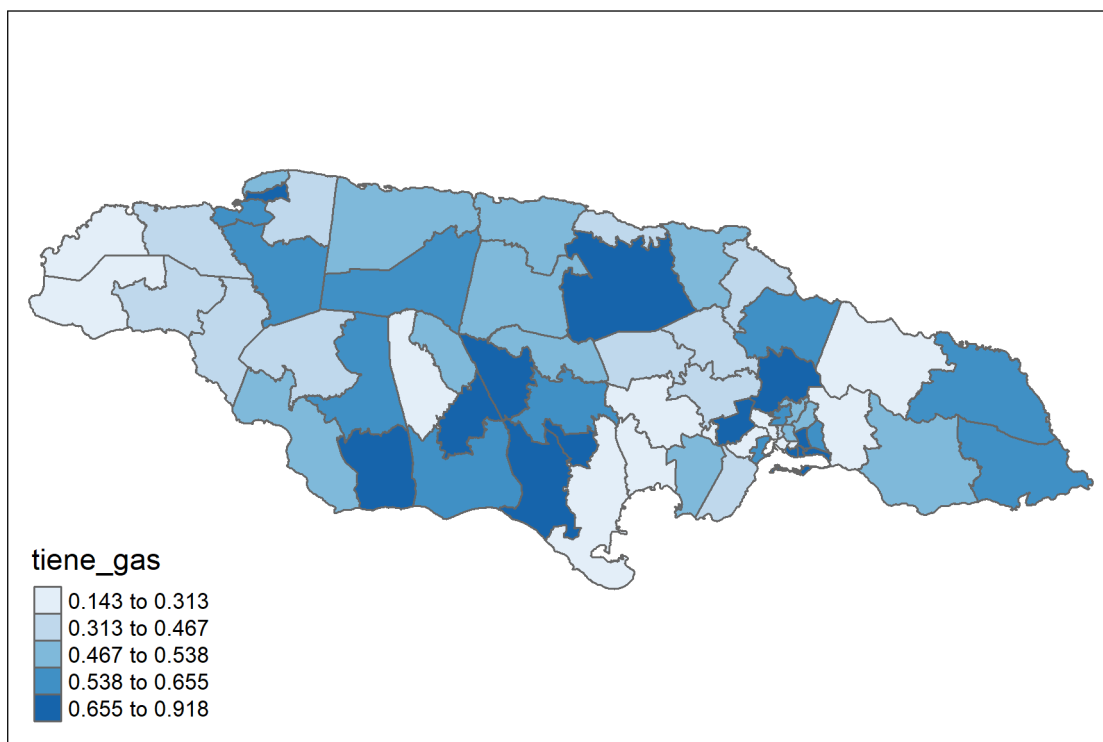 tiene_gas
0.143 to 0.313
0.313 to 0.467
0.467 to 0.538
0.538 to 0.655
0.655 to 0.918